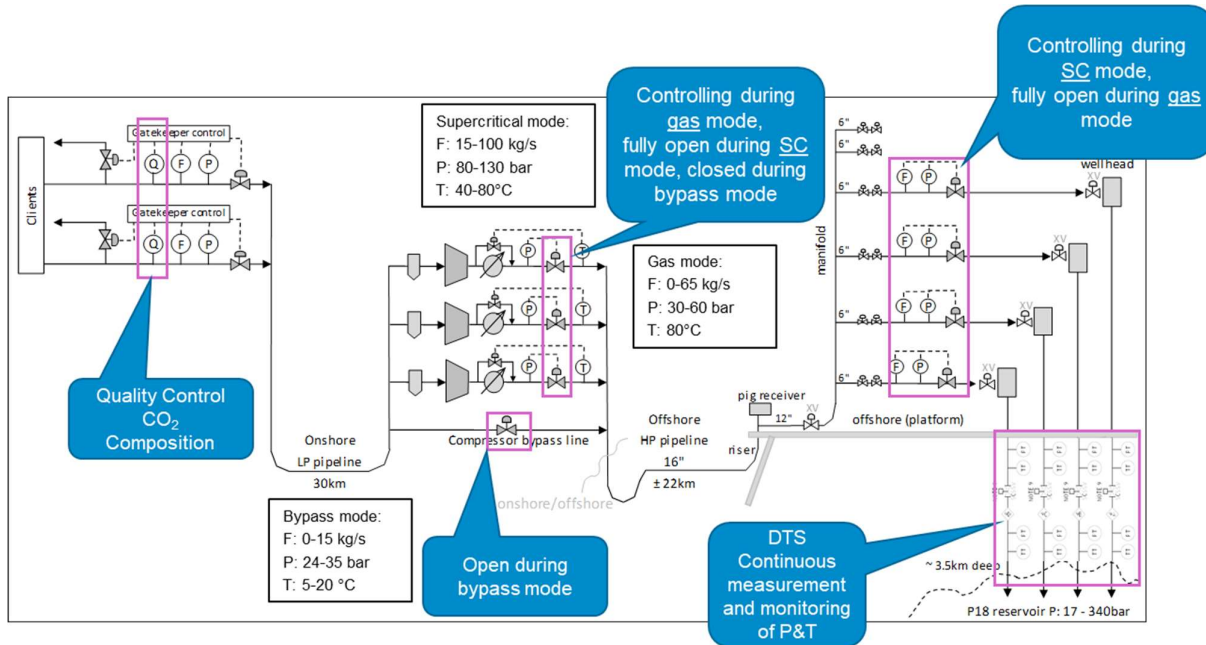 Clients
Gatekeeper control
Q
F
P
Gatekeeper control
Q
F
P
Quality Control
CO2
Composition
Onshore
LP pipeline
30km
Supercritical mode:
F: 15-100 kg/s
P: 80-130 bar
T: 40-80°C
Controlling during
gas mode,
fully open during SC
mode, closed during
bypass mode
P
T
P
T
P
T
Compressor bypass line
Bypass mode:
F: 0-15 kg/s
P: 24-35 bar
T: 5-20 °C
Open during
bypass mode
onshore/offshore
Gas mode:
F: 0-65 kg/s
P: 30-60 bar
T: 80°C
Offshore
HP pipeline
16"
±22km
pig receiver
12"
XV
riser
offshore (platform)
manifold
6"
6"
6"
6"
6"
6"
Controlling during
SC mode,
fully open during gas
mode
F
P
F
P
F
P
F
P
XV
XV
XV
XV
wellhead
DTS
Continuous
measurement
and monitoring
of P&T
~ 3.5km deep
P18 reservoir P: 17 - 340bar